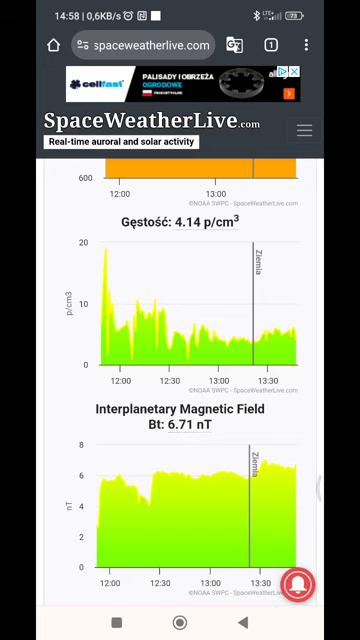 14:58 | 0,6KB/s
73
spaceweatherlive.com
1
cellfast
PALISADY I OBRZEŻA
OGRODOWE
SpaceWeatherLive.com
Real-time auroral and solar activity
600
12:00 13:00
©NOAA SWPC - SpaceWeatherLive.com
Gęstość: 4.14 p/cm3
20
10
0
p/cm3
Ziemia
12:00 12:30 13:00 13:30
©NOAA SWPC - SpaceWeatherLive.com
Interplanetary Magnetic Field
Bt: 6.71 nT
8
6
4
2
0
nT
Ziemia
12:00 12:30 13:00 13:30
©NOAA SWPC - SpaceWe